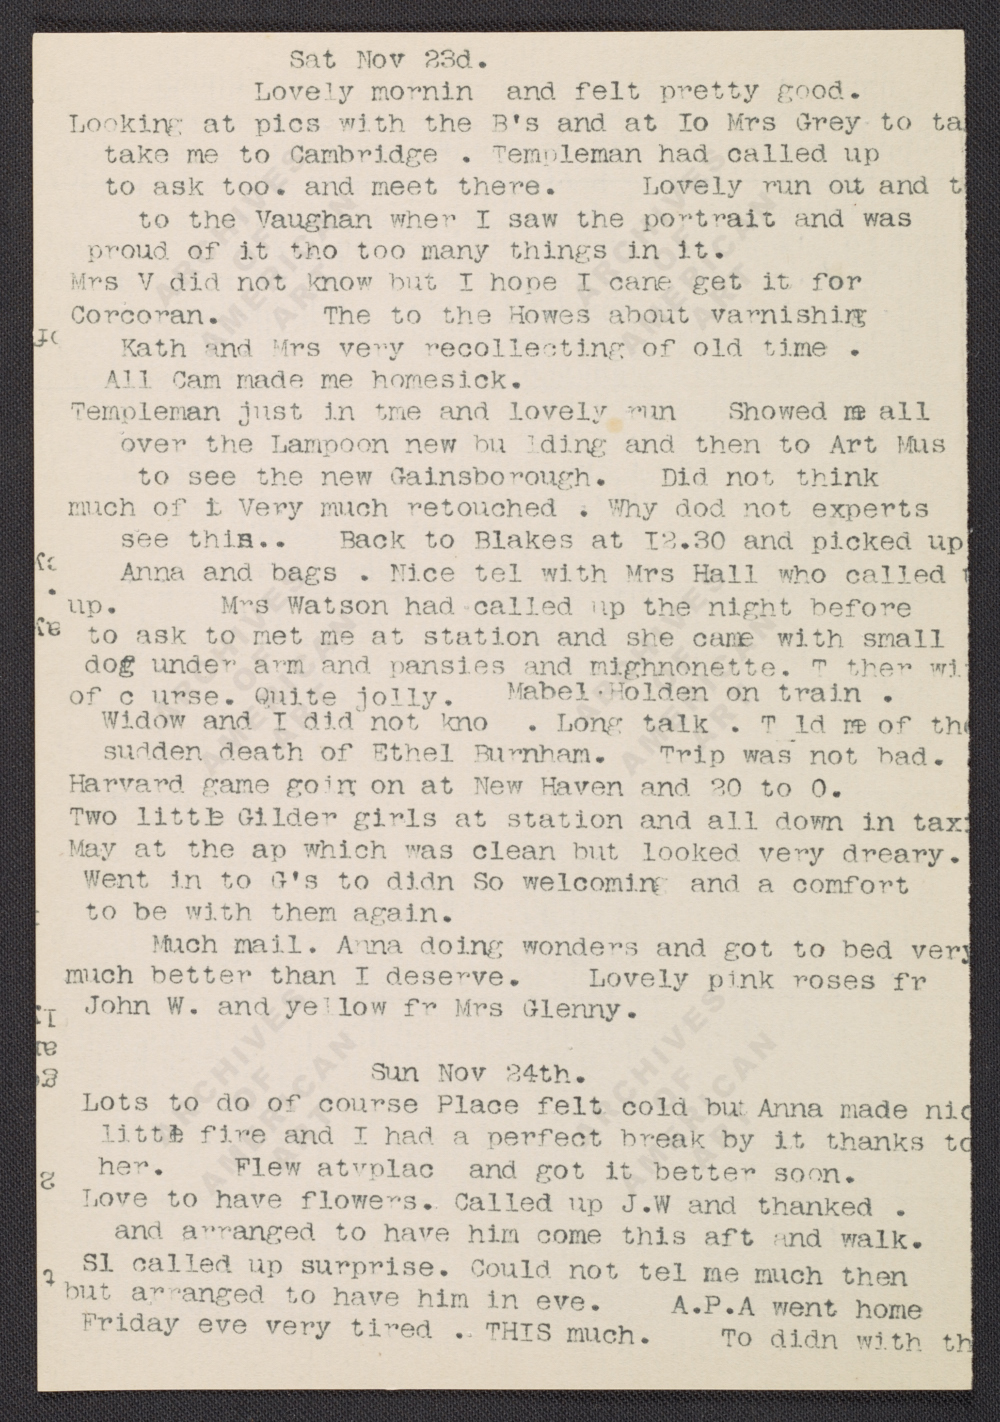 Sat Nov 23d.
Lovely mornin and felt pretty good.
Looking at pics with the B's and at Io Mrs Grey to ta
take me to Cambridge . Templeman had called up
to ask too. and meet there. Lovely run out and t
to the Vaughan wher I saw the portrait and was
proud of it tho too many things in it.
Mrs V did not know but I hope I cane get it for
Corcoran. The to the Howes about varnishing
Kath and Mrs very recollecting of old time .
All Cam made me homesick.
Templeman just in tme and lovely run Showed me all
over the Lampoon new bu lding and then to Art Mus
to see the new Gainsborough. Did not think
much of i Very much retouched . Why dod not experts
see this.. Back to Blakes at I2.30 and picked up
Anna and bags . Nice tel with Mrs Hall who called t
up. Mrs Watson had called up the night before
to ask to met me at station and she came with small
dog under arm and pansies and mighnonette. T ther wi
of c urse. Quite jolly. Mabel Holden on train .
Widow and I did not kno . Long talk . T ld me of the
sudden death of Ethel Burnham. Trip was not bad.
Harvard game goin on at New Haven and 20 to 0.
Two little Gilder girls at station and all down in taxi
May at the ap which was clean but looked very dreary.
Went in to G's to didn So welcoming and a comfort
to be with them again.
Much mail. Anna doing wonders and got to bed very
much better than I deserve. Lovely pink roses fr
John W. and yellow fr Mrs Glenny.
Sun Nov 24th.
Lots to do of course Place felt cold but Anna made nic
little fire and I had a perfect break by it thanks to
her. Flew atvplac and got it better soon.
Love to have flowers. Called up J.W and thanked .
and arranged to have him come this aft and walk.
Sl called up surprise. Could not tel me much then
but arranged to have him in eve. A.P.A went home
Friday eve very tired .. THIS much. To didn with th